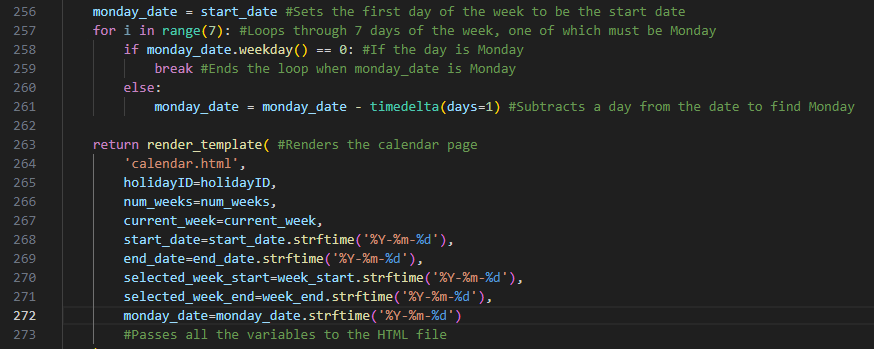 256 monday_date = start_date #Sets the first day of the week to be the start date
257 for i in range(7): #Loops through 7 days of the week, one of which must be Monday
258 if monday_date.weekday() == 0: #If the day is Monday
259 break #Ends the loop when monday_date is Monday
260 else:
261 monday_date = monday_date - timedelta(days=1) #Subtracts a day from the date to find Monday
262
263 return render_template( #Renders the calendar page
264 'calendar.html',
265 holidayID=holidayID,
266 num_weeks=num_weeks,
267 current_week=current_week,
268 start_date=start_date.strftime('%Y-%m-%d'),
269 end_date=end_date.strftime('%Y-%m-%d'),
270 selected_week_start=week_start.strftime('%Y-%m-%d'),
271 selected_week_end=week_end.strftime('%Y-%m-%d'),
272 monday_date=monday_date.strftime('%Y-%m-%d')
273 #Passes all the variables to the HTML file